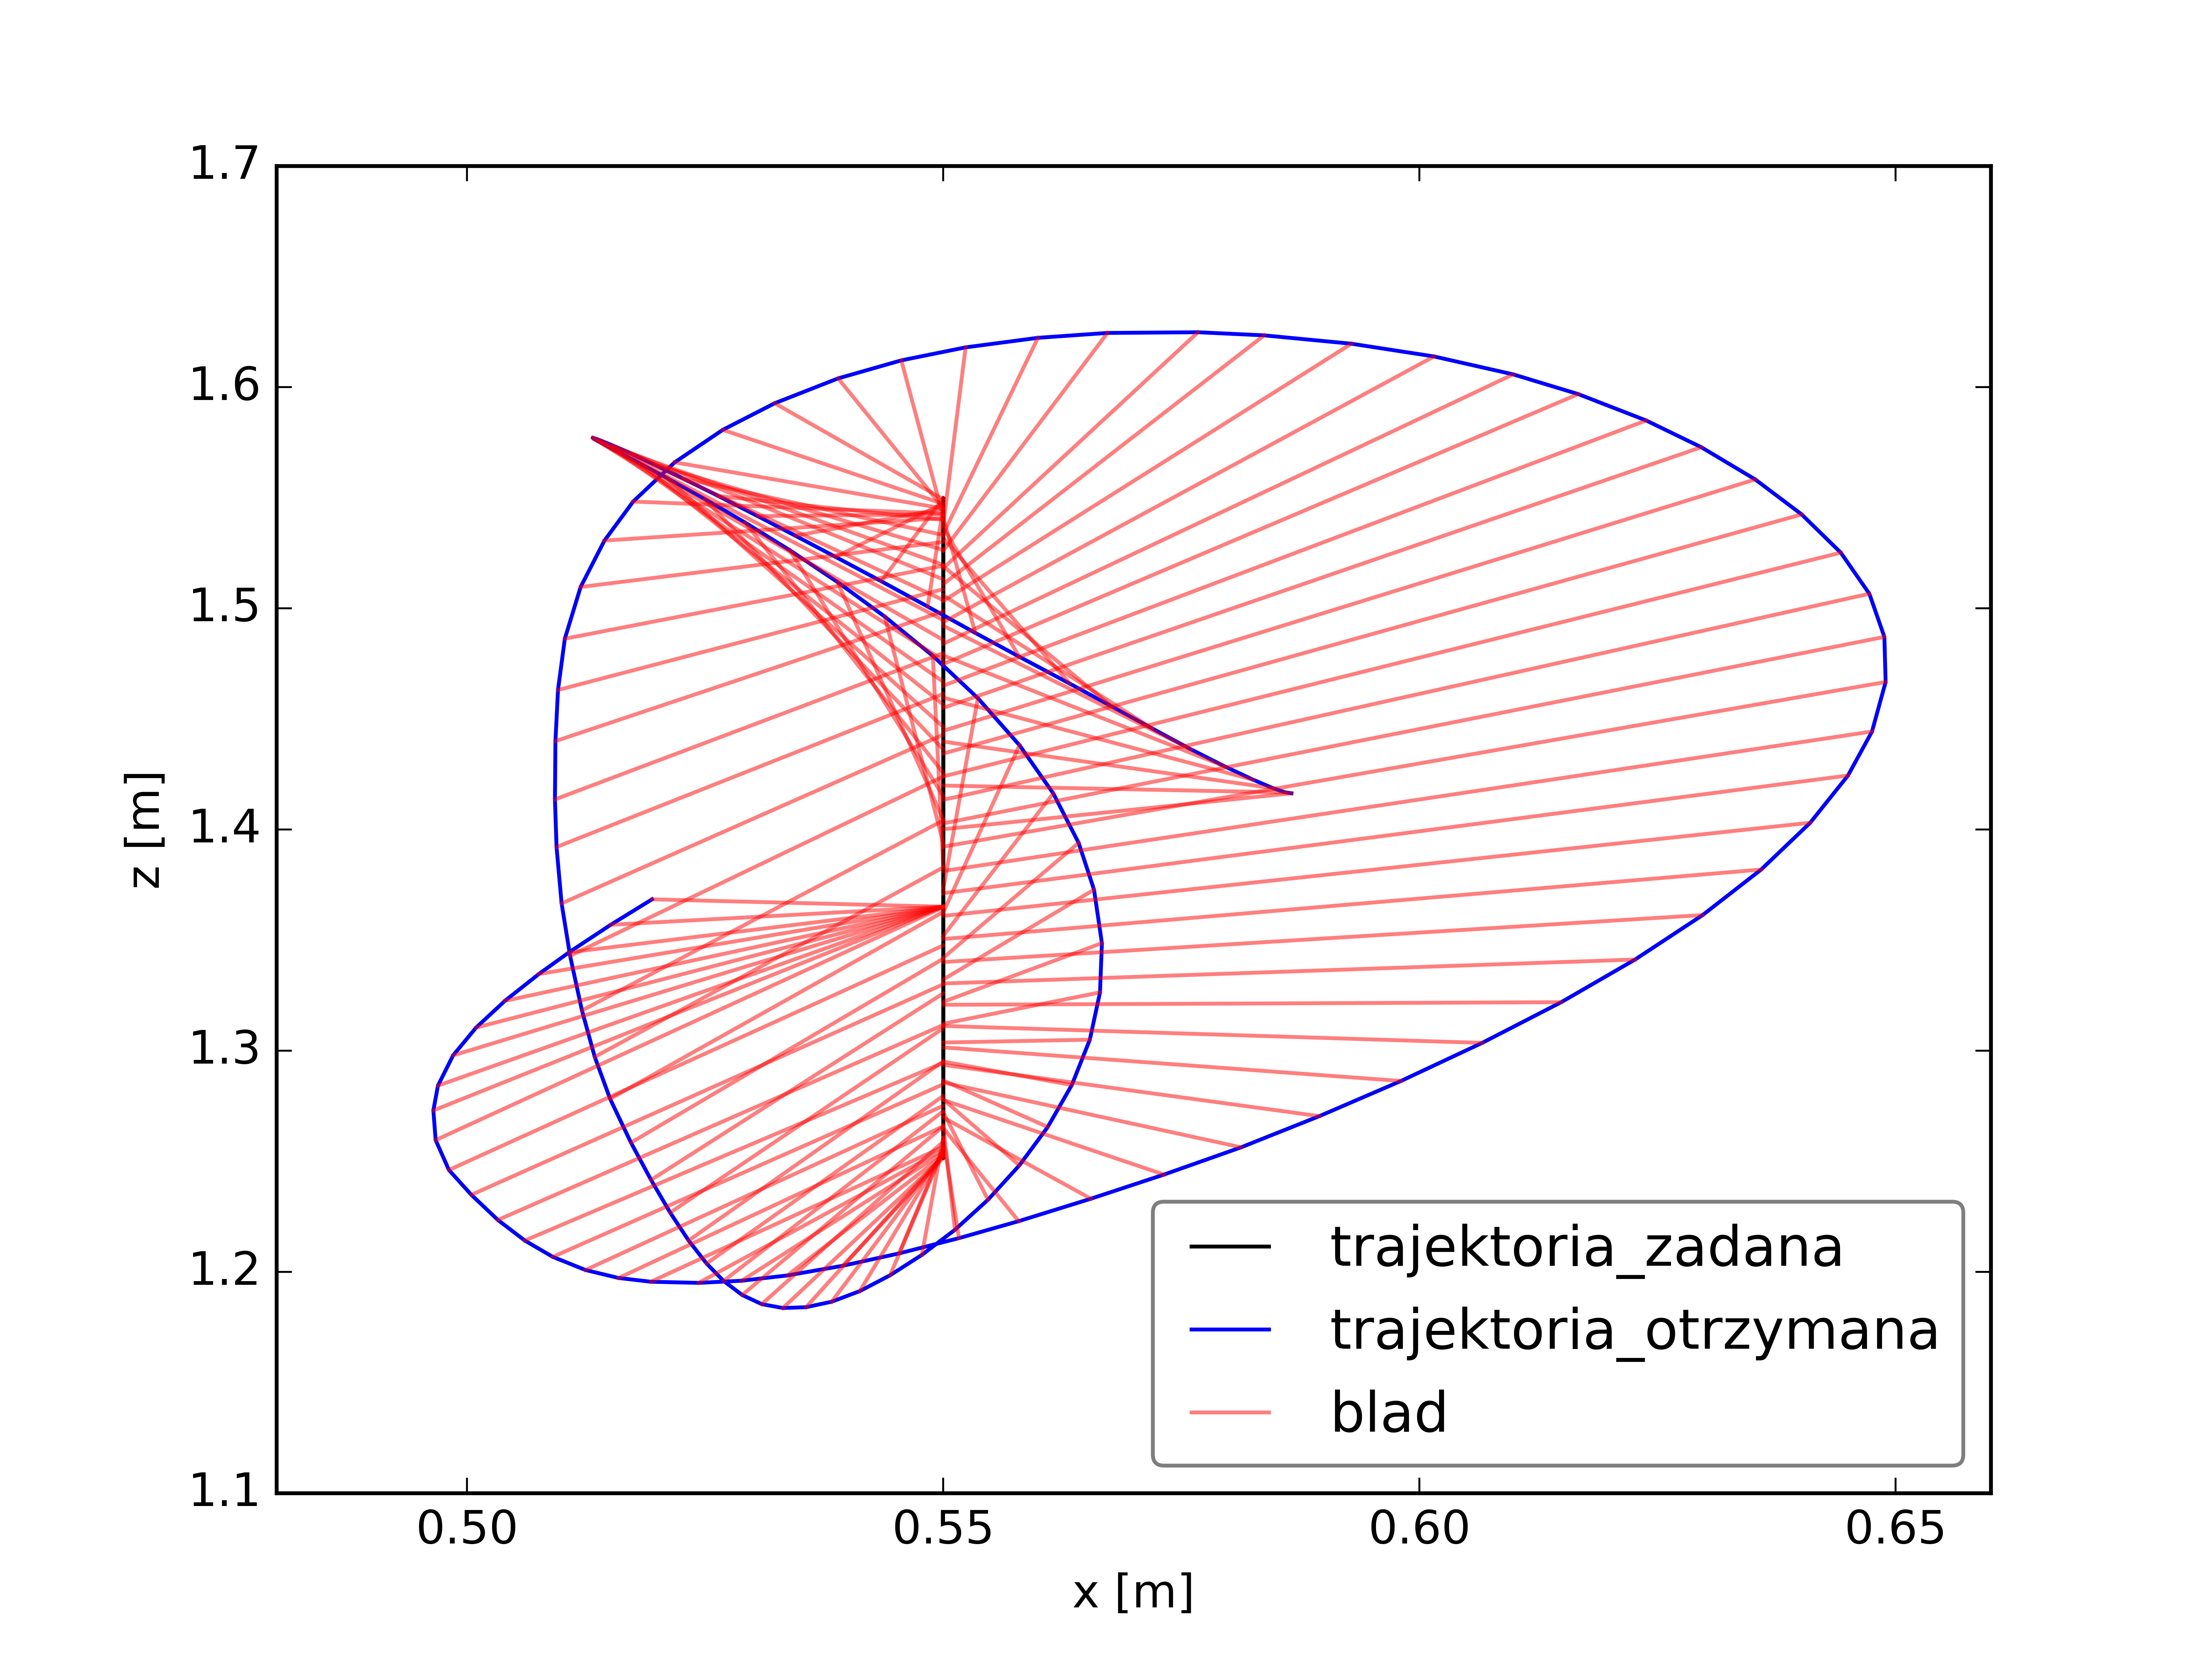 1.7
1.6
1.5
1.4
1.3
1.2
1.1
z [m]
0.50 0.55 0.60 0.65
x [m]
trajektoria_zadana
trajektoria_otrzymana
blad